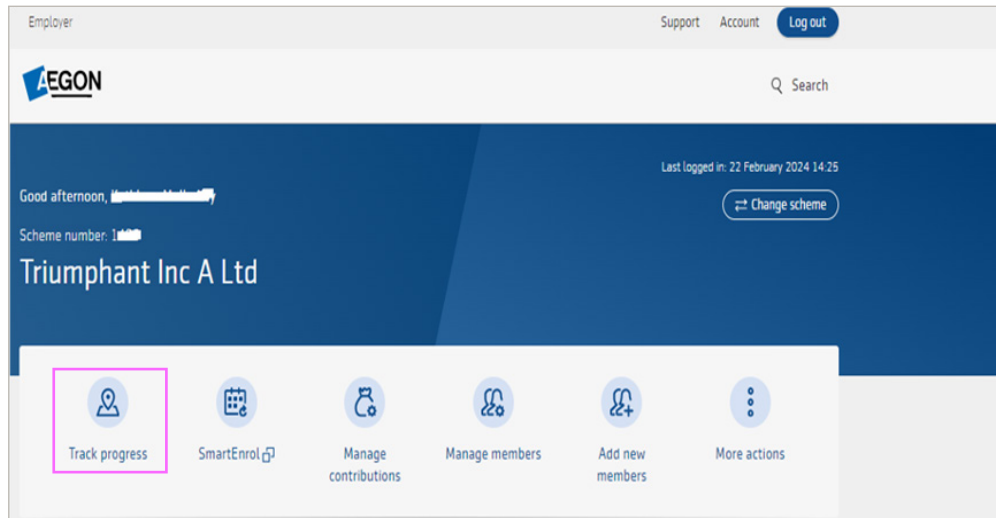 Employer
Support Account Log out
AEGON
Search
Last logged in: 22 February 2024 14:25
Good afternoon,
Change scheme
Scheme number: 1
Triumphant Inc A Ltd
Track progress
SmartEnrol
Manage contributions
Manage members
Add new members
More actions